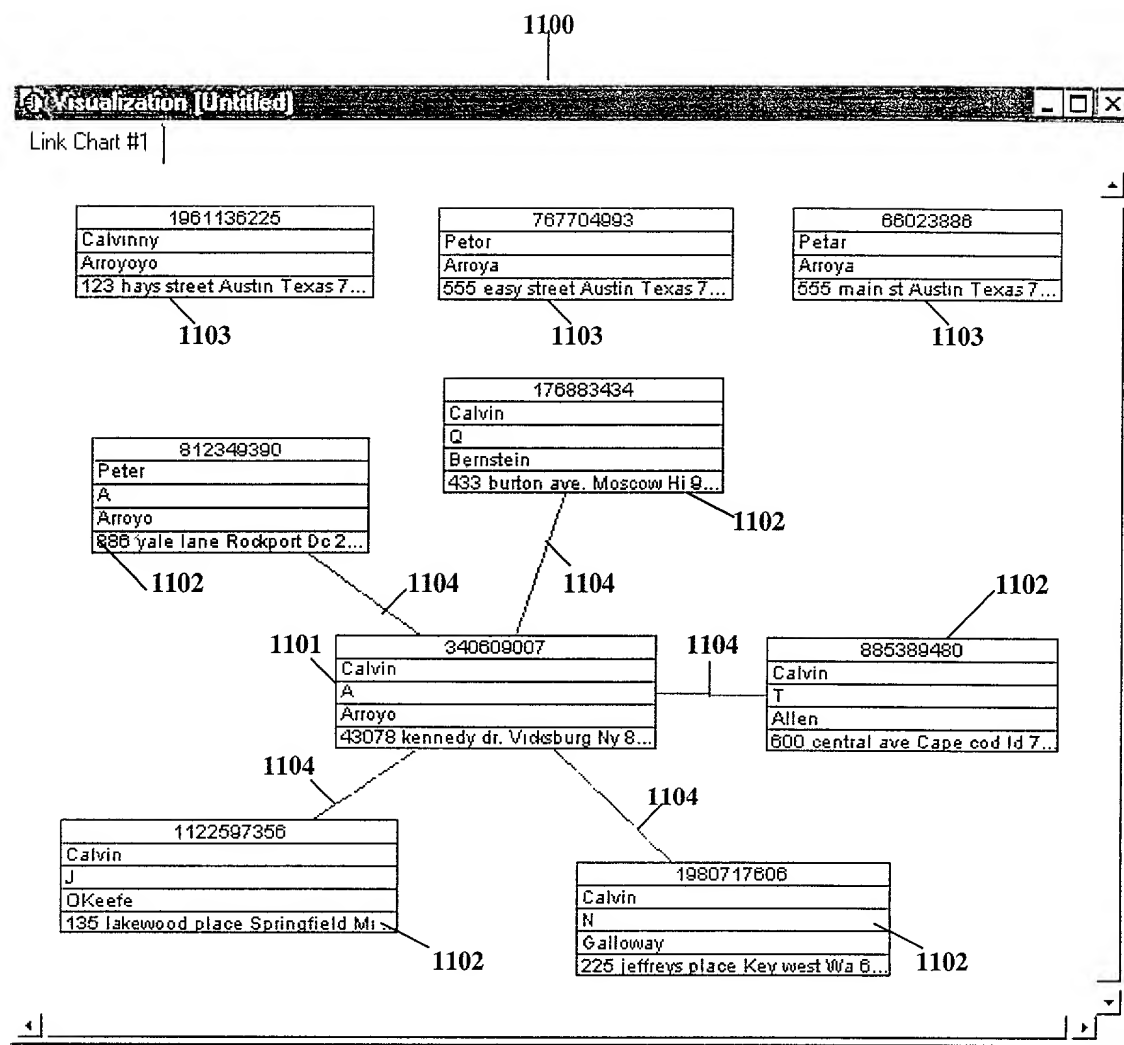 1100
Visualization [Untitled]
Link Chart #1
1961136225
Calvinny
Arroyoyo
123 hays street Austin Texas 7...
1103
767704993
Petor
Arroya
555 easy street Austin Texas 7...
1103
66023886
Petar
Arroya
555 main st Austin Texas 7...
1103
176883434
Calvin
Q
Bernstein
433 burton ave. Moscow Hi 9...
1102
812349390
Peter
A
Arroyo
886 yale lane Rockport Dc 2...
1102
1104
1104
1102
1101
340609007
Calvin
A
Arroyo
43078 kennedy dr. Vicksburg Ny 8...
1104
885389480
Calvin
T
Allen
600 central ave Cape cod Id 7...
1104
1104
1122597356
Calvin
J
OKeefe
135 lakewood place Springfield
1102
1980717606
Calvin
N
Galloway
225 jeffreys place Key west Wa 6...
1102